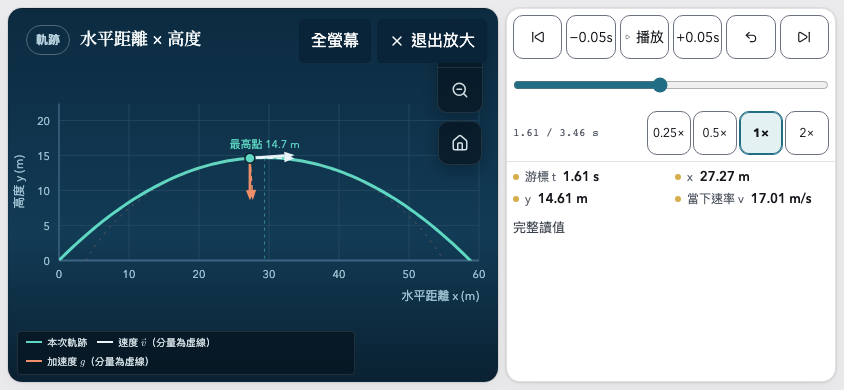 軌跡 水平距離 × 高度
全螢幕 × 退出放大
最高點 14.7 m
高度 y (m)
20
15
10
5
0
0 10 20 30 40 50 60
水平距離 x (m)
本次軌跡 速度 v⃗（分量為虛線）
加速度 g（分量為虛線）
−0.05s 播放 +0.05s
1.61 / 3.46 s
0.25× 0.5× 1× 2×
游標 t 1.61 s x 27.27 m
y 14.61 m 當下速率 v 17.01 m/s
完整讀值